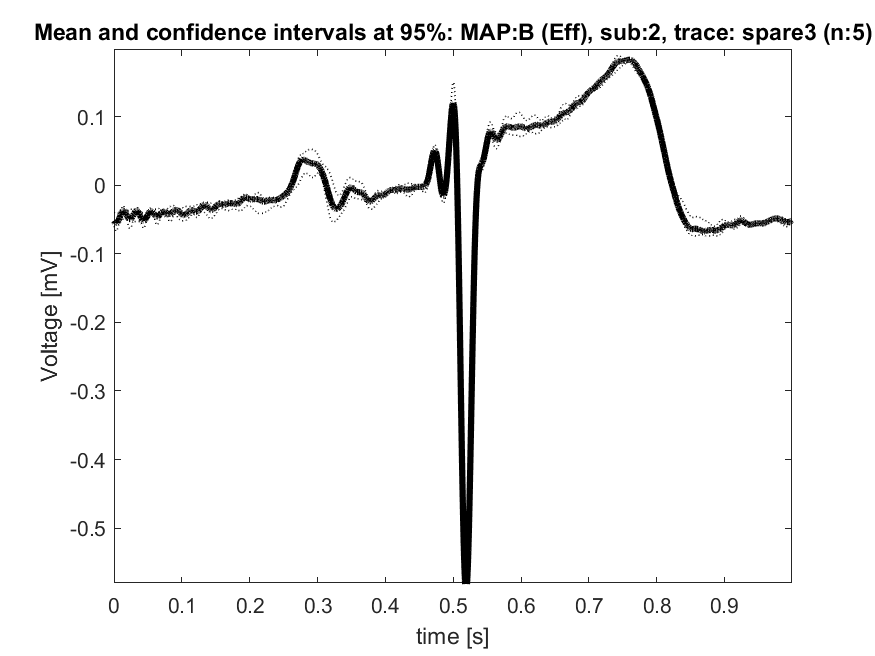 Mean and confidence intervals at 95%: MAP:B (Eff), sub:2, trace: spare3 (n:5)
0.1
0
-0.1
-0.2
-0.3
-0.4
-0.5
Voltage [mV]
0 0.1 0.2 0.3 0.4 0.5 0.6 0.7 0.8 0.9
time [s]